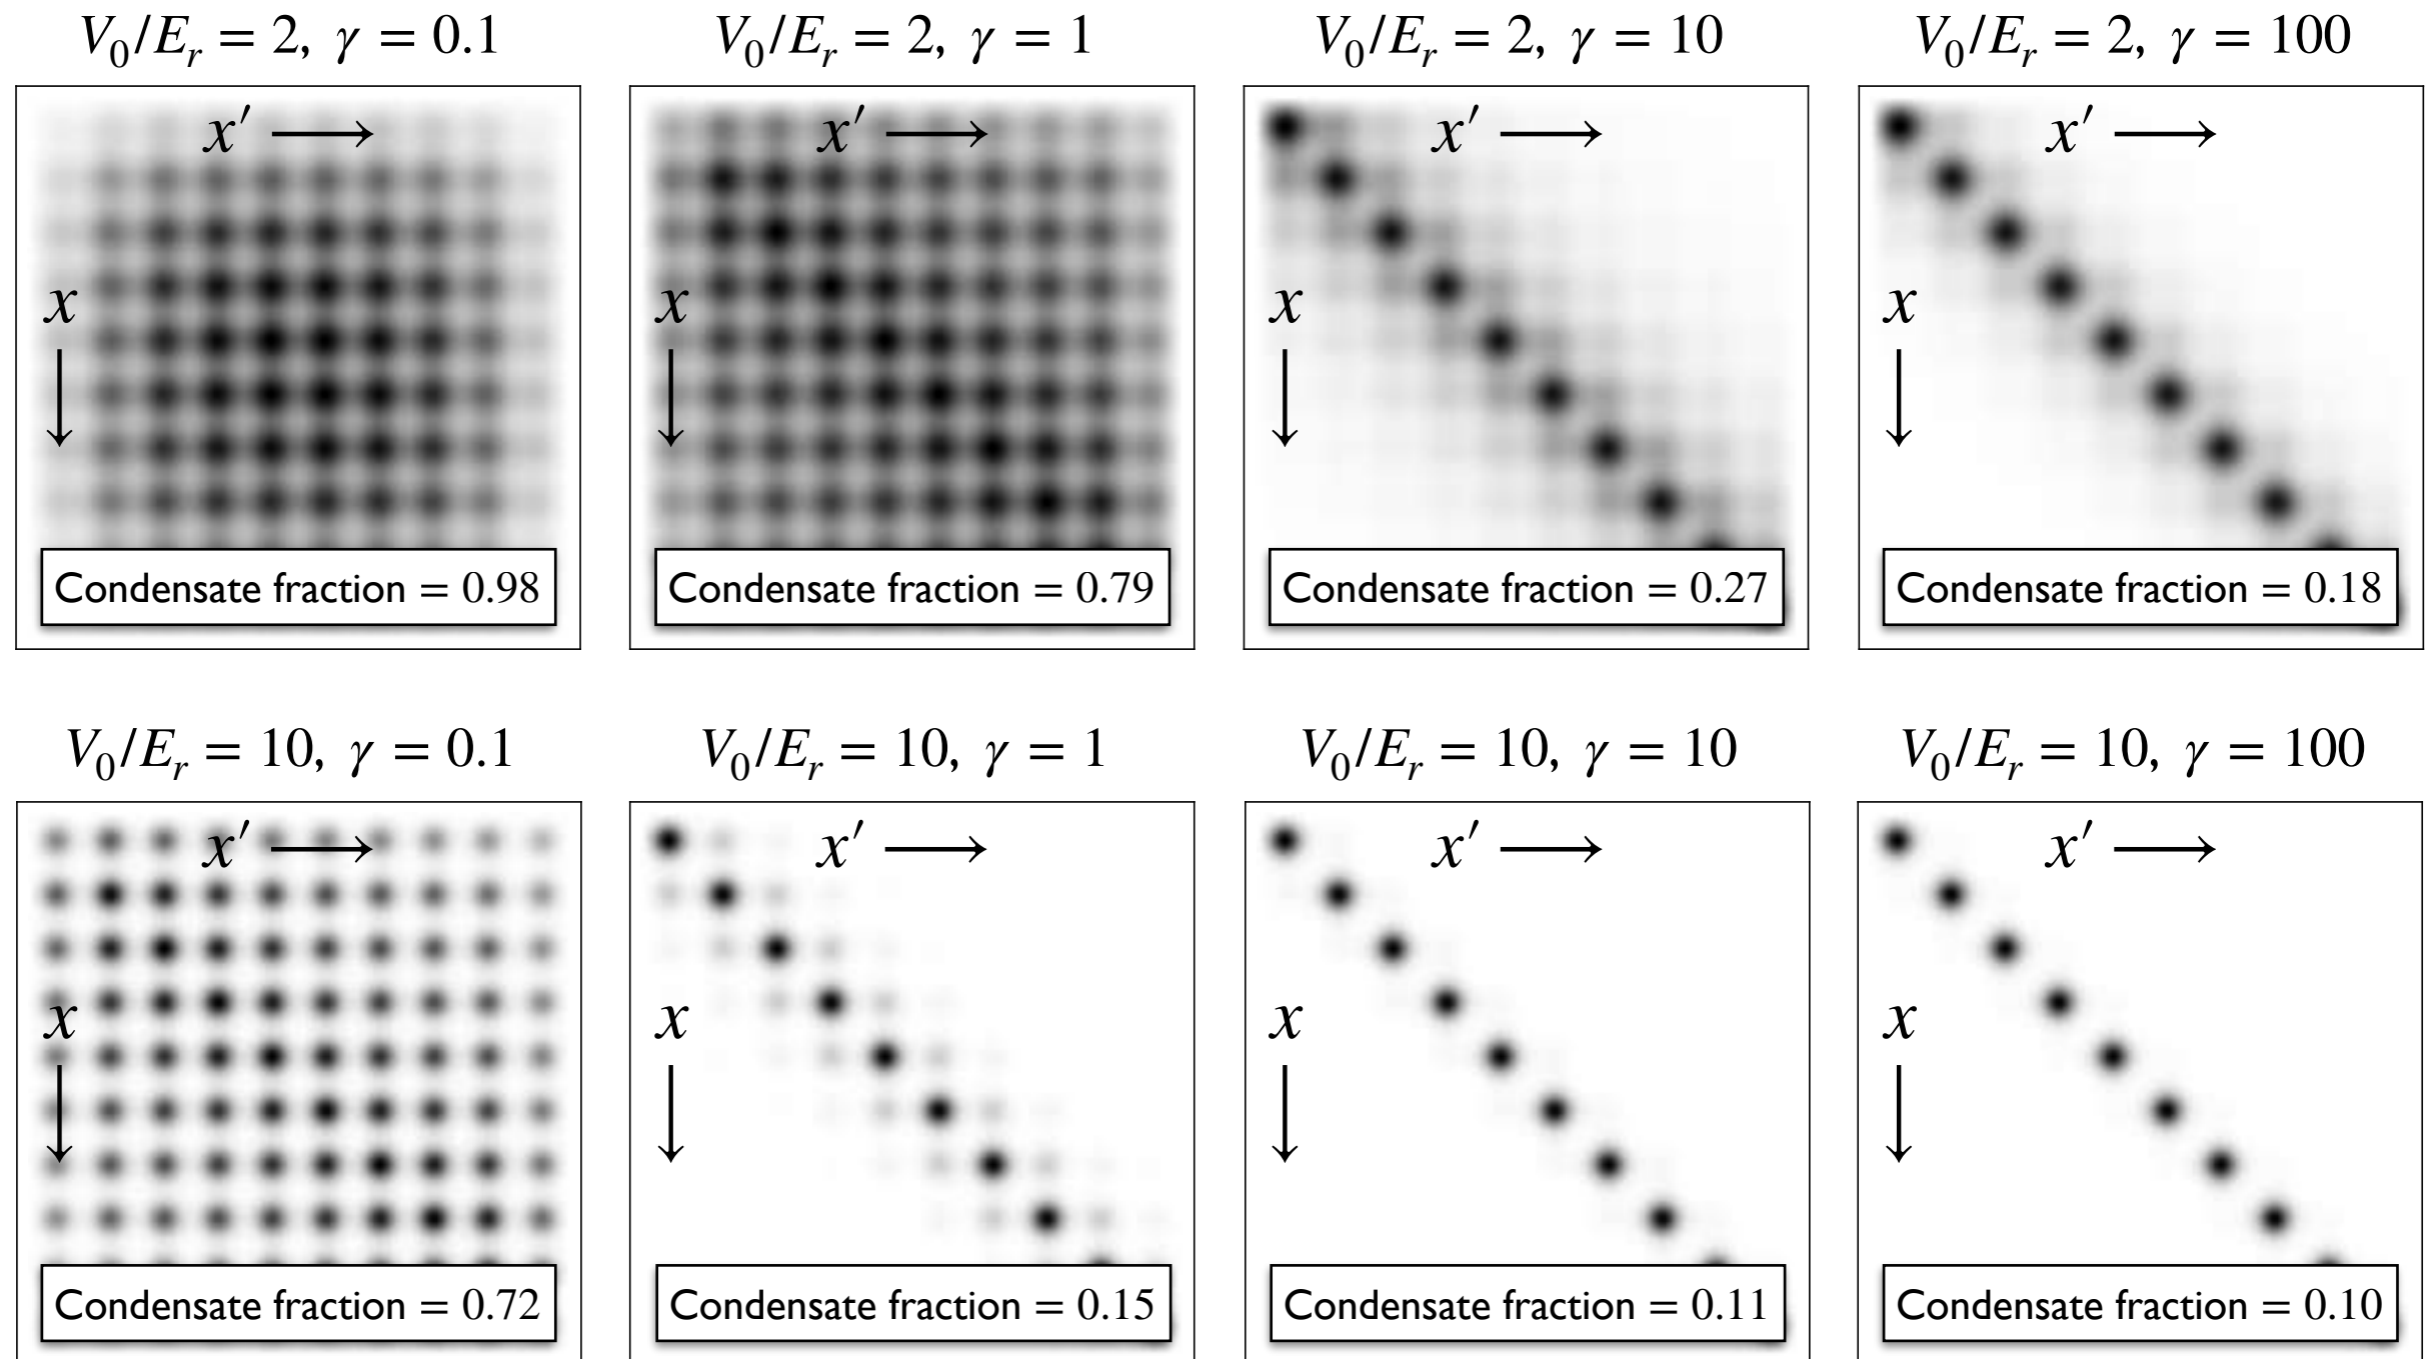 V₀/Eᵣ = 2, γ = 0.1
V₀/Eᵣ = 2, γ = 1
V₀/Eᵣ = 2, γ = 10
V₀/Eᵣ = 2, γ = 100
x′ →
x′ →
x′ →
x′ →
x ↓
x ↓
x ↓
x ↓
Condensate fraction = 0.98
Condensate fraction = 0.79
Condensate fraction = 0.27
Condensate fraction = 0.18
V₀/Eᵣ = 10, γ = 0.1
V₀/Eᵣ = 10, γ = 1
V₀/Eᵣ = 10, γ = 10
V₀/Eᵣ = 10, γ = 100
x′ →
x′ →
x′ →
x′ →
x ↓
x ↓
x ↓
x ↓
Condensate fraction = 0.72
Condensate fraction = 0.15
Condensate fraction = 0.11
Condensate fraction = 0.10